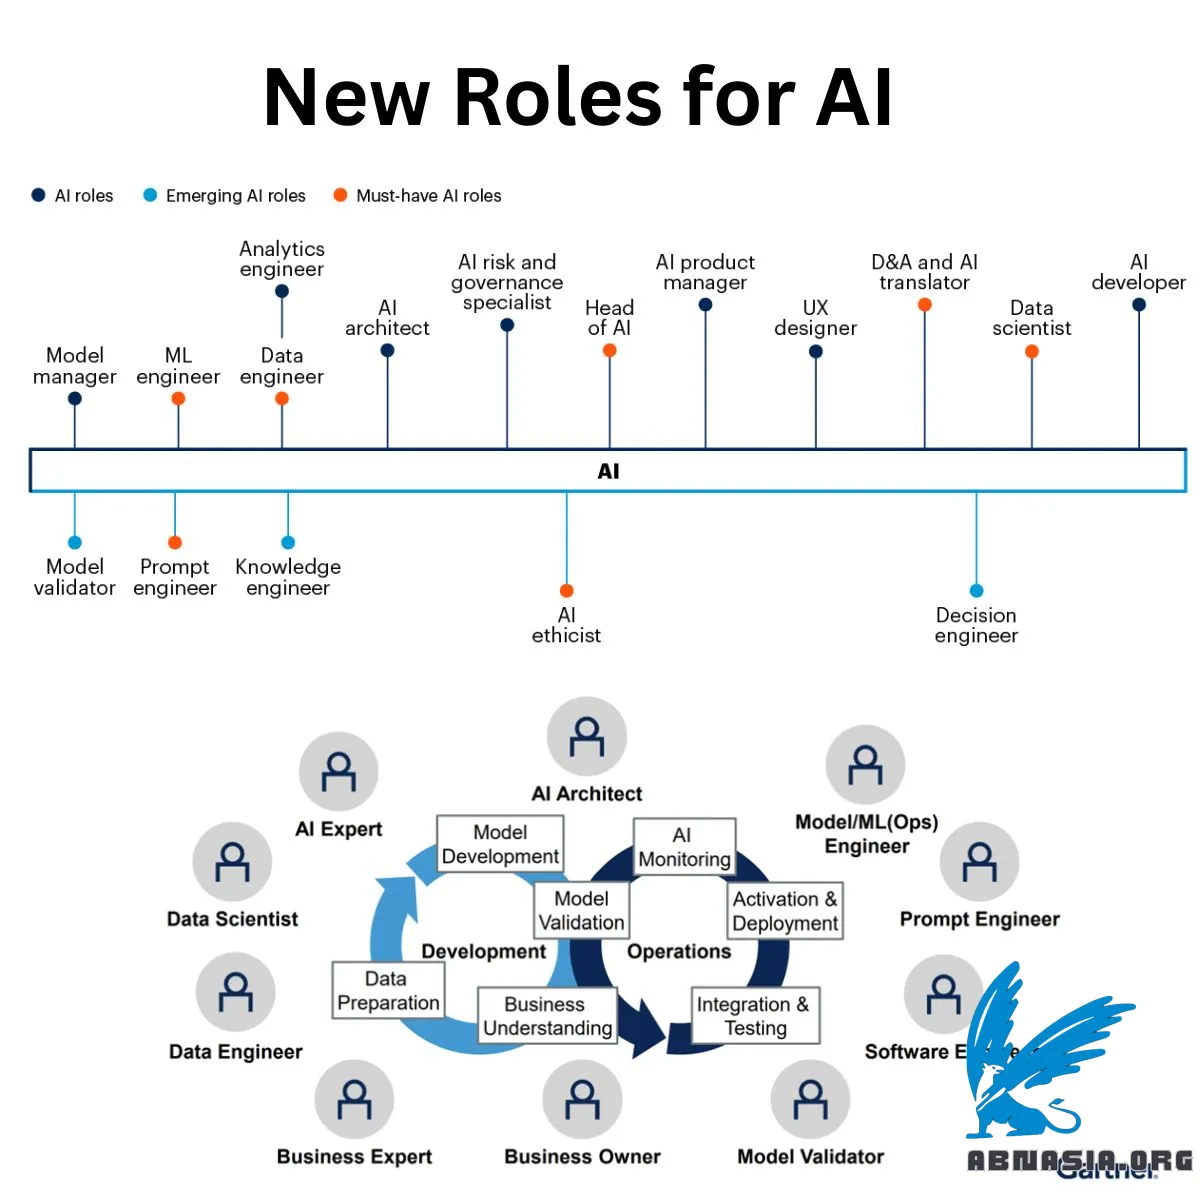 New Roles for AI
AI roles
Emerging AI roles
Must-have AI roles
Analytics
engineer
AI risk and
governance
specialist
AI product
manager
D&A and AI
translator
AI
developer
AI
architect
Head
of AI
UX
designer
Data
scientist
Model
manager
ML
engineer
Data
engineer
AI
Model
validator
Prompt
engineer
Knowledge
engineer
AI
ethicist
Decision
engineer
AI Architect
AI Expert
Model/ML(Ops)
Engineer
Data Scientist
Prompt Engineer
Data Engineer
Software
Business Expert
Business Owner
Model Validator
Model
Development
AI
Monitoring
Model
Validation
Activation &
Deployment
Development
Operations
Data
Preparation
Business
Understanding
Integration &
Testing
ABNASIA.ORG
Gartner